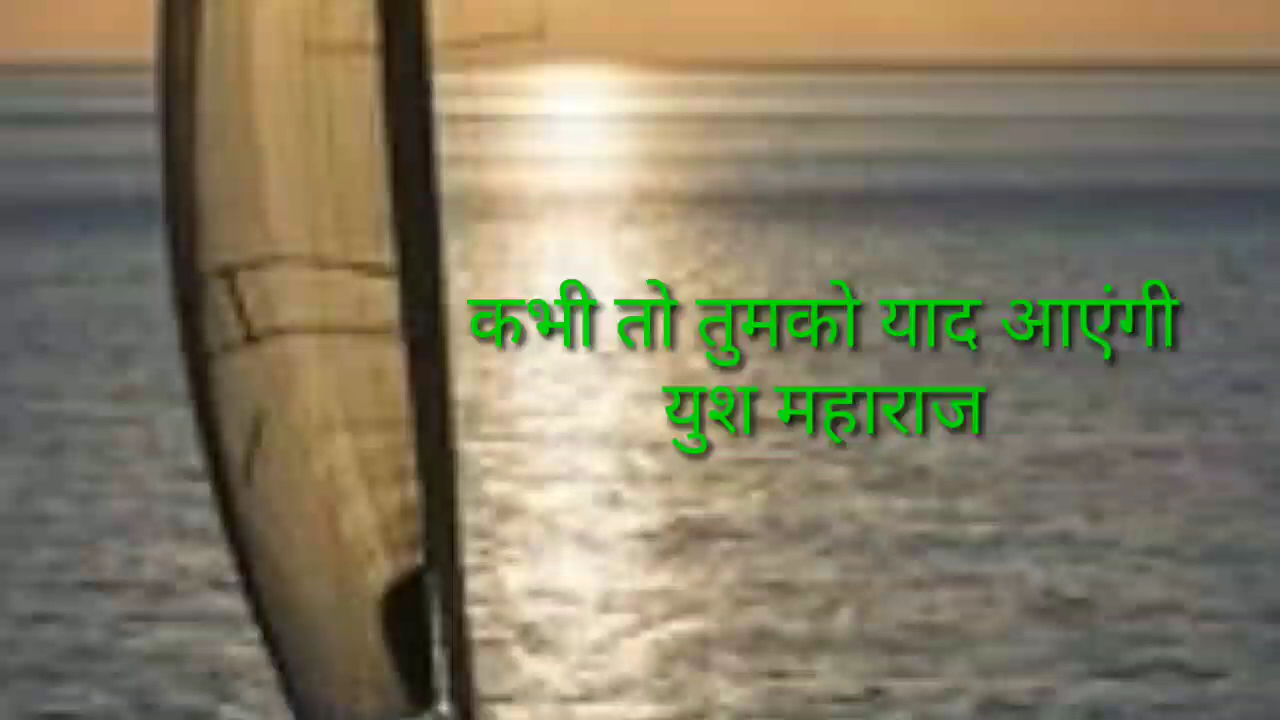 कभी तो तुमको याद आएंगी
युश महाराज